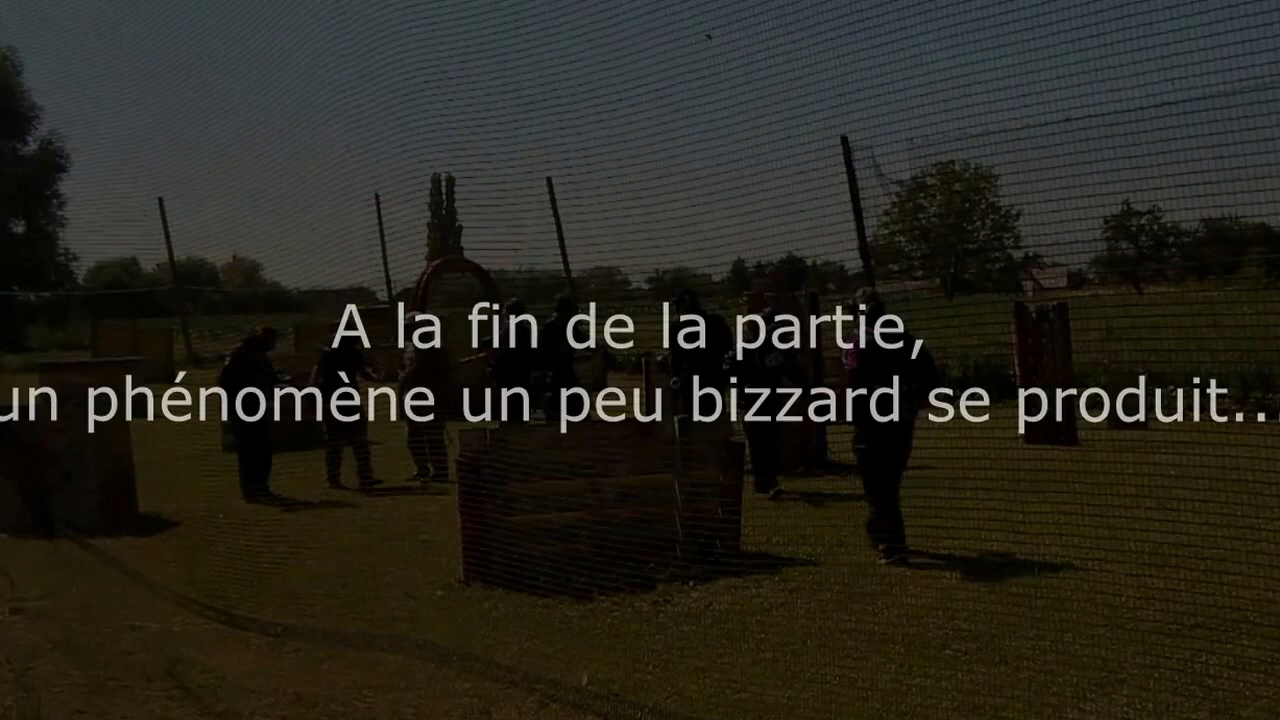 A la fin de la partie,
un phénomène un peu bizzard se produit...